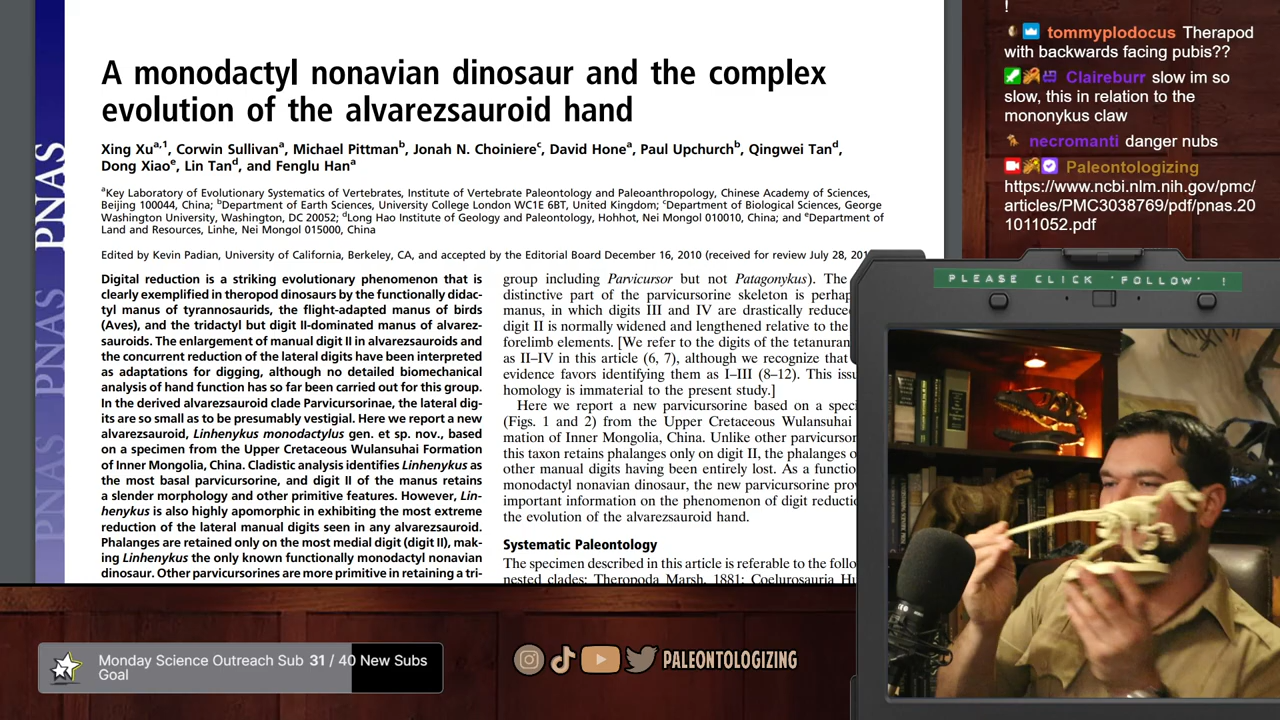 PNAS
PNAS
PNAS
A monodactyl nonavian dinosaur and the complex
evolution of the alvarezsauroid hand
Xing Xua,1, Corwin Sullivana, Michael Pittmanb, Jonah N. Choinierec, David Honea, Paul Upchurchb, Qingwei Tand,
Dong Xiaoe, Lin Tand, and Fenglu Hana
aKey Laboratory of Evolutionary Systematics of Vertebrates, Institute of Vertebrate Paleontology and Paleoanthropology, Chinese Academy of Sciences,
Beijing 100044, China; bDepartment of Earth Sciences, University College London WC1E 6BT, United Kingdom; cDepartment of Biological Sciences, George
Washington University, Washington, DC 20052; dLong Hao Institute of Geology and Paleontology, Hohhot, Nei Mongol 010010, China; and eDepartment of
Land and Resources, Linhe, Nei Mongol 015000, China
Edited by Kevin Padian, University of California, Berkeley, CA, and accepted by the Editorial Board December 16, 2010 (received for review July 28, 201
Digital reduction is a striking evolutionary phenomenon that is
clearly exemplified in theropod dinosaurs by the functionally didac-
tyl manus of tyrannosaurids, the flight-adapted manus of birds
(Aves), and the tridactyl but digit II-dominated manus of alvarez-
sauroids. The enlargement of manual digit II in alvarezsauroids and
the concurrent reduction of the lateral digits have been interpreted
as adaptations for digging, although no detailed biomechanical
analysis of hand function has so far been carried out for this group.
In the derived alvarezsauroid clade Parvicursorinae, the lateral dig-
its are so small as to be presumably vestigial. Here we report a new
alvarezsauroid, Linhenykus monodactylus gen. et sp. nov., based
on a specimen from the Upper Cretaceous Wulansuhai Formation
of Inner Mongolia, China. Cladistic analysis identifies Linhenykus as
the most basal parvicursorine, and digit II of the manus retains
a slender morphology and other primitive features. However, Lin-
henykus is also highly apomorphic in exhibiting the most extreme
reduction of the lateral manual digits seen in any alvarezsauroid.
Phalanges are retained only on the most medial digit (digit II), mak-
ing Linhenykus the only known functionally monodactyl nonavian
dinosaur. Other parvicursorines are more primitive in retaining a tri-
group including Parvicursor but not Patagonykus). The
distinctive part of the parvicursorine skeleton is perhap
manus, in which digits III and IV are drastically reduce
digit II is normally widened and lengthened relative to the
forelimb elements. [We refer to the digits of the tetanuran
as II–IV in this article (6, 7), although we recognize that
evidence favors identifying them as I–III (8–12). This issu
homology is immaterial to the present study.]
Here we report a new parvicursorine based on a speci
(Figs. 1 and 2) from the Upper Cretaceous Wulansuhai
mation of Inner Mongolia, China. Unlike other parvicursor
this taxon retains phalanges only on digit II, the phalanges o
other manual digits having been entirely lost. As a functio
monodactyl nonavian dinosaur, the new parvicursorine prov
important information on the phenomenon of digit reducti
the evolution of the alvarezsauroid hand.
Systematic Paleontology
The specimen described in this article is referable to the follo
nested clades: Theropoda Marsh, 1881; Coelurosauria Hu
!
tommyplodocus Therapod
with backwards facing pubis??
Claireburr slow im so
slow, this in relation to the
mononykus claw
necromanti danger nubs
Paleontologizing
https://www.ncbi.nlm.nih.gov/pmc/
articles/PMC3038769/pdf/pnas.20
1011052.pdf
PLEASE CLICK 'FOLLOW' !
Monday Science Outreach Sub 31 / 40 New Subs
Goal
PALEONTOLOGIZING